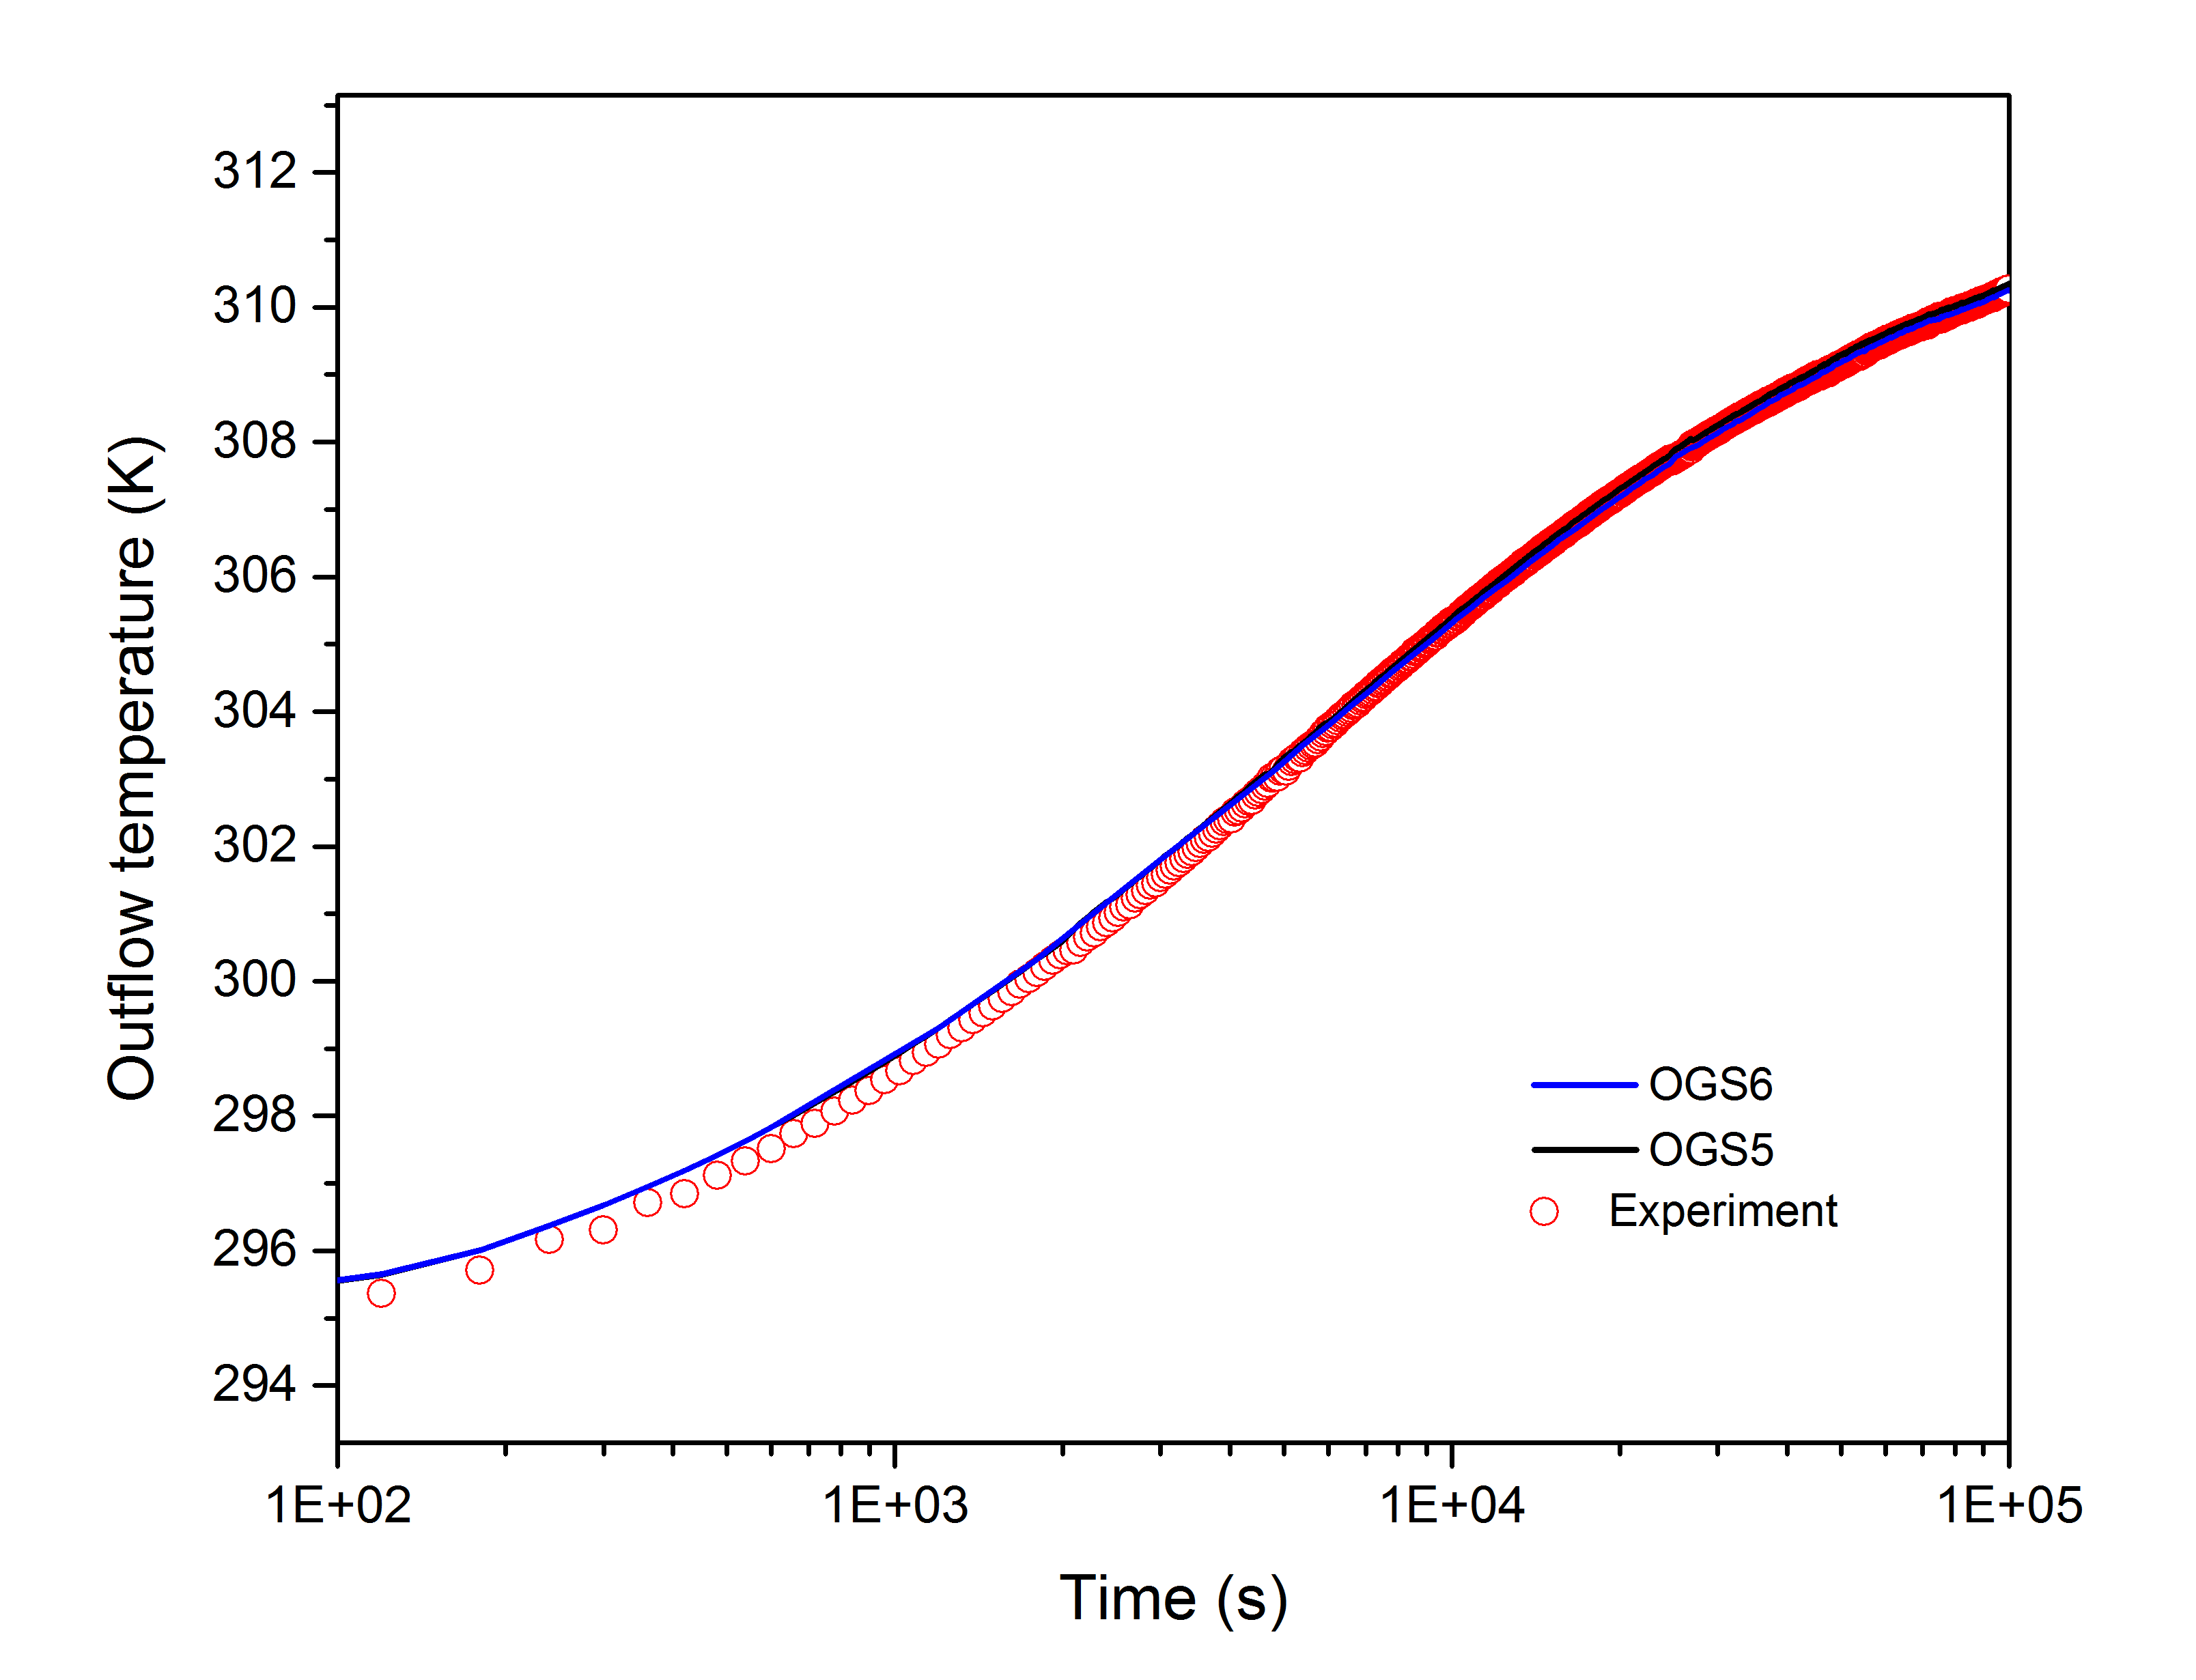 312
310
308
306
304
302
300
298
296
294
Outflow temperature (K)
OGS6
OGS5
Experiment
1E+02
1E+03
1E+04
1E+05
Time (s)